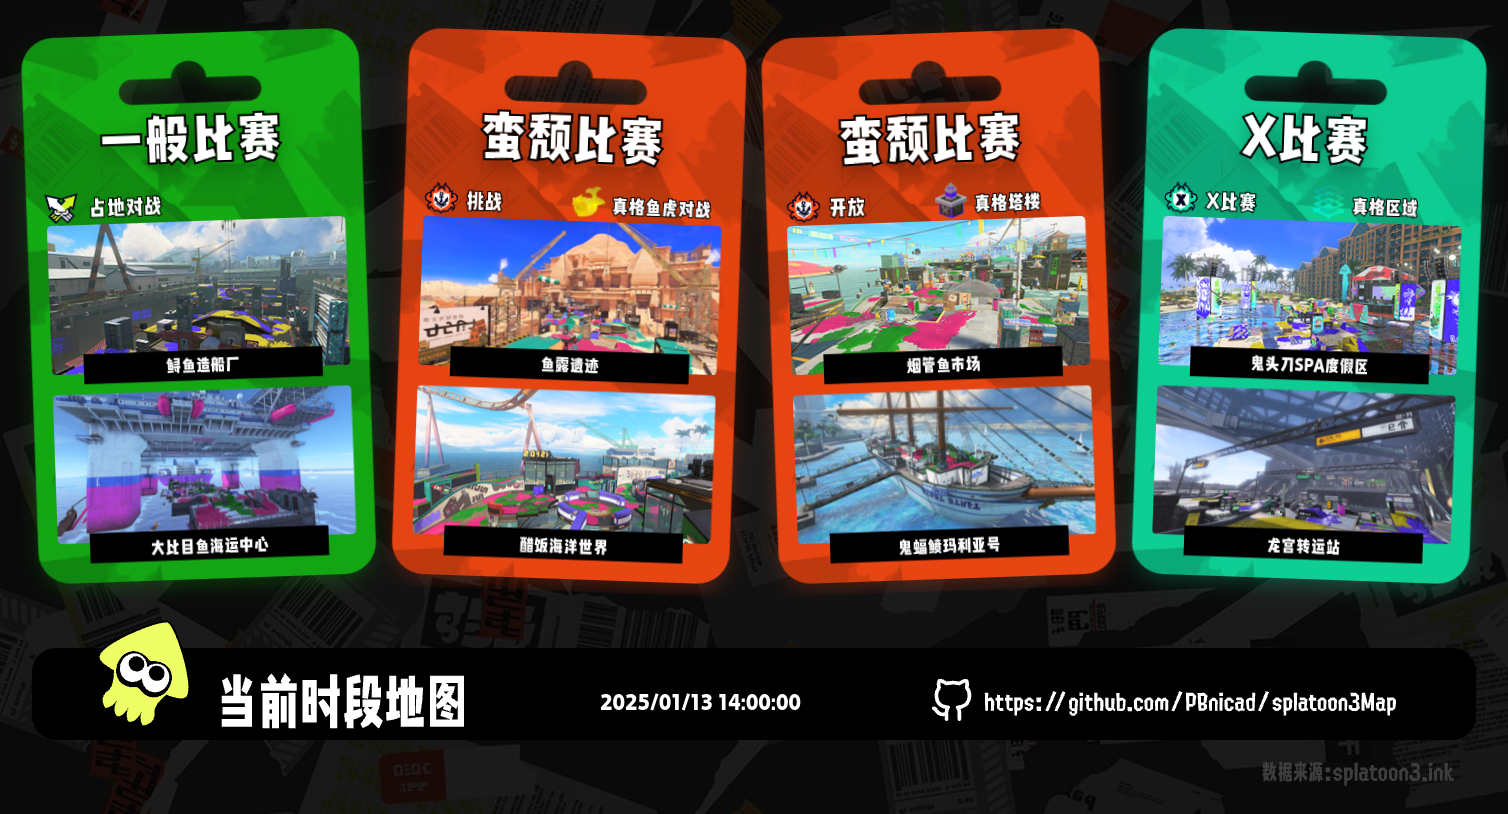 一般比赛
占地对战
鲟鱼造船厂
大比目鱼海运中心
蛮颓比赛
挑战
真格鱼虎对战
鱼露遗迹
醋饭海洋世界
蛮颓比赛
开放
真格塔楼
烟管鱼市场
鬼蝠鲼玛利亚号
X比赛
X比赛
真格区域
鬼头刀SPA度假区
龙宫转运站
当前时段地图
2025/01/13 14:00:00
https://github.com/PBnicad/splatoon3Map
数据来源:splatoon3.ink